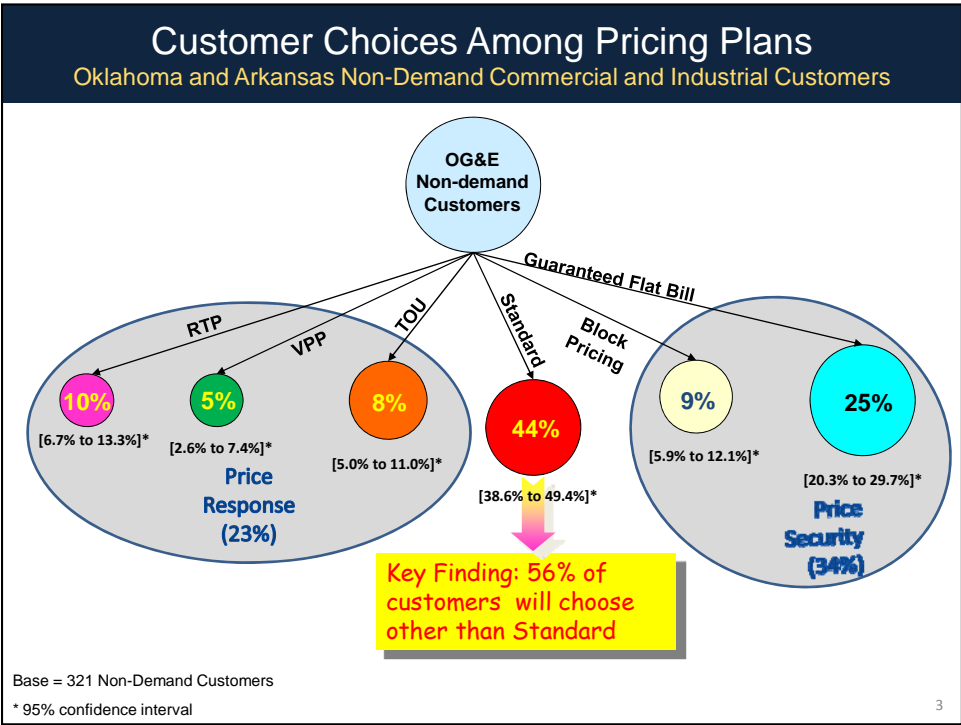 Customer Choices Among Pricing Plans
Oklahoma and Arkansas Non-Demand Commercial and Industrial Customers
OG&E
Non-demand
Customers
RTP
VPP
TOU
Standard
Block
Pricing
Guaranteed Flat Bill
10%
5%
8%
44%
9%
25%
[6.7% to 13.3%]*
[2.6% to 7.4%]*
[5.0% to 11.0%]*
[38.6% to 49.4%]*
[5.9% to 12.1%]*
[20.3% to 29.7%]*
Price
Response
(23%)
Price
Security
(34%)
Key Finding: 56% of
customers will choose
other than Standard
Base = 321 Non-Demand Customers
* 95% confidence interval
3